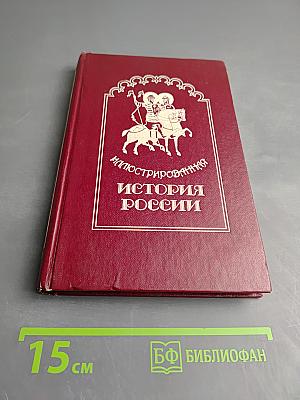 ИЛЛЮСТРИРОВАННАЯ
ИСТОРИЯ
РОССИИ
15 см
БФ БИБЛИОФАН